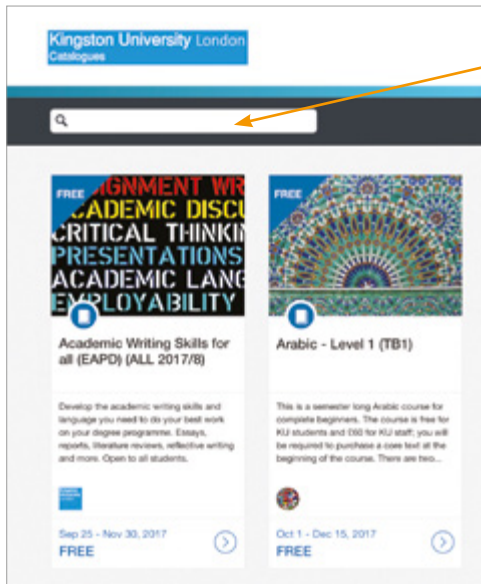 Kingston University London
Catalogues
FREE
IGNMENT WR
CADEMIC DISCU
CRITICAL THINKI
PRESENTATIONS
ACADEMIC LANG
EMPLOYABILITY
Academic Writing Skills for
all (EAPD) (ALL 2017/8)
Develop the academic writing skills and
language you need to do your best work
on your degree programme. Essays,
reports, literature reviews, reflective writing
and more. Open to all students.
Sep 25 - Nov 30, 2017
FREE
FREE
Arabic - Level 1 (TB1)
This is a semester long Arabic course for
complete beginners. The course is free for
KU students and £60 for KU staff; you will
be required to purchase a core text at the
beginning of the course. There are two...
Oct 1 - Dec 15, 2017
FREE